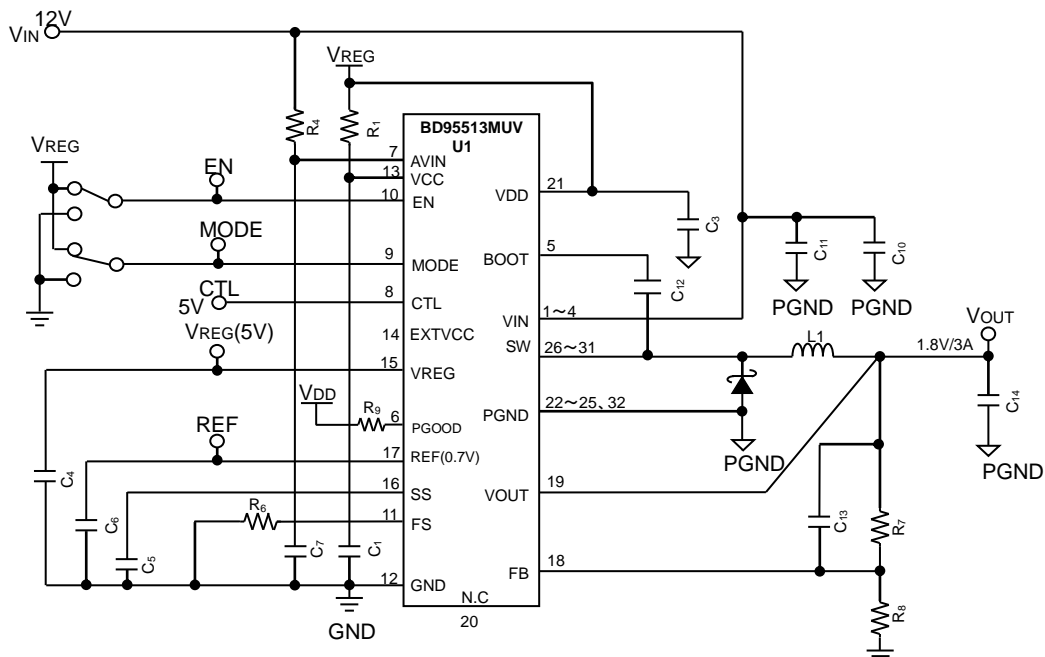 12V
VIN
VREG
R4
R1
BD95513MUV
U1
VREG
EN
7
AVIN
13
VCC
10
EN
21
VDD
C3
MODE
9
MODE
5
BOOT
C12
C11
C10
CTL
5V
8
CTL
PGND
PGND
VREG(5V)
14
EXTVCC
1~4
VIN
SW
26~31
L1
VOUT
1.8V/3A
15
VREG
VDD
R9
6
PGOOD
22~25、32
PGND
PGND
C14
PGND
REF
17
REF(0.7V)
C4
16
SS
19
VOUT
C6
R6
11
FS
C13
R7
C5
C7
C1
18
FB
12
GND
N.C
20
R8
GND